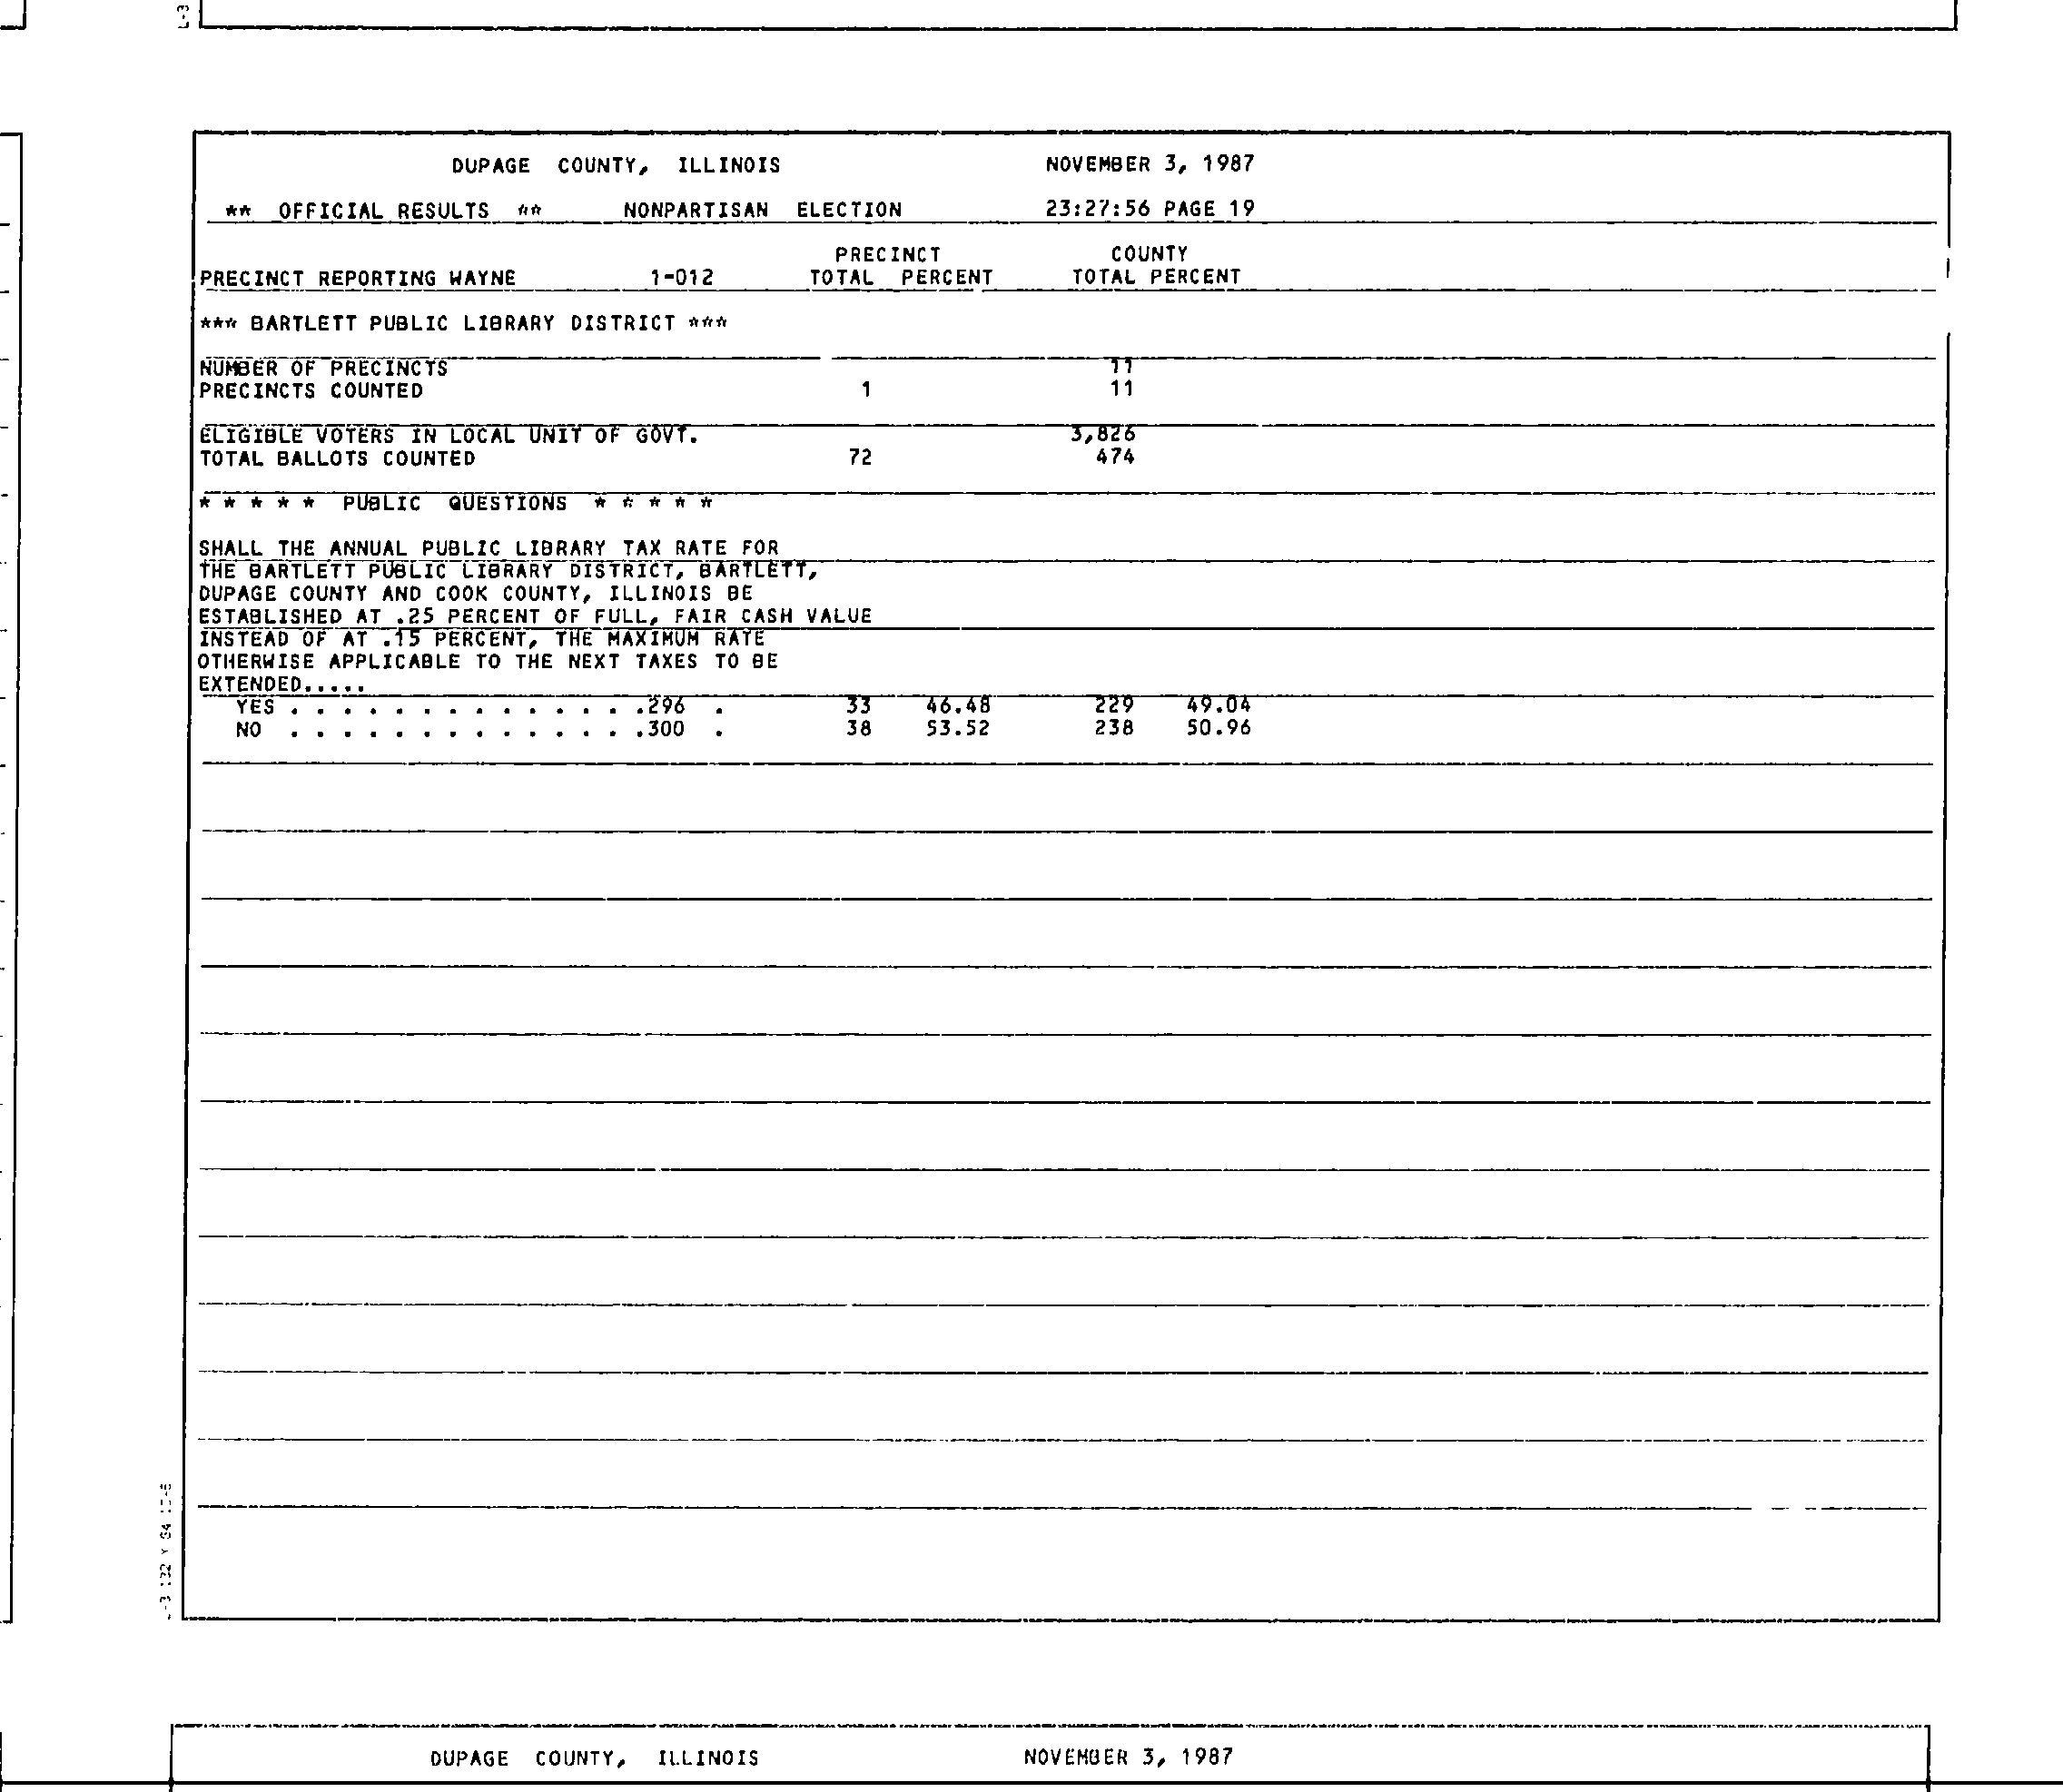 L-3
DUPAGE COUNTY, ILLINOIS NOVEMBER 3, 1987
** OFFICIAL RESULTS ** NONPARTISAN ELECTION 23:27:56 PAGE 19
PRECINCT COUNTY
PRECINCT REPORTING WAYNE 1-012 TOTAL PERCENT TOTAL PERCENT
*** BARTLETT PUBLIC LIBRARY DISTRICT ***
NUMBER OF PRECINCTS 11
PRECINCTS COUNTED 1 11
ELIGIBLE VOTERS IN LOCAL UNIT OF GOVT. 3,826
TOTAL BALLOTS COUNTED 72 474
* * * * * PUBLIC QUESTIONS * * * * *
SHALL THE ANNUAL PUBLIC LIBRARY TAX RATE FOR
THE BARTLETT PUBLIC LIBRARY DISTRICT, BARTLETT,
DUPAGE COUNTY AND COOK COUNTY, ILLINOIS BE
ESTABLISHED AT .25 PERCENT OF FULL, FAIR CASH VALUE
INSTEAD OF AT .15 PERCENT, THE MAXIMUM RATE
OTHERWISE APPLICABLE TO THE NEXT TAXES TO BE
EXTENDED.....
YES . . . . . . . . . . . . . .296 . 33 46.48 229 49.04
NO . . . . . . . . . . . . . .300 . 38 53.52 238 50.96
DUPAGE COUNTY, ILLINOIS NOVEMBER 3, 1987